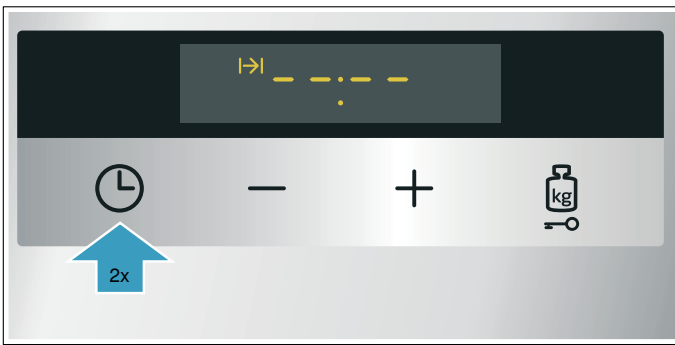 |→| – –:– –
– +
kg
2x